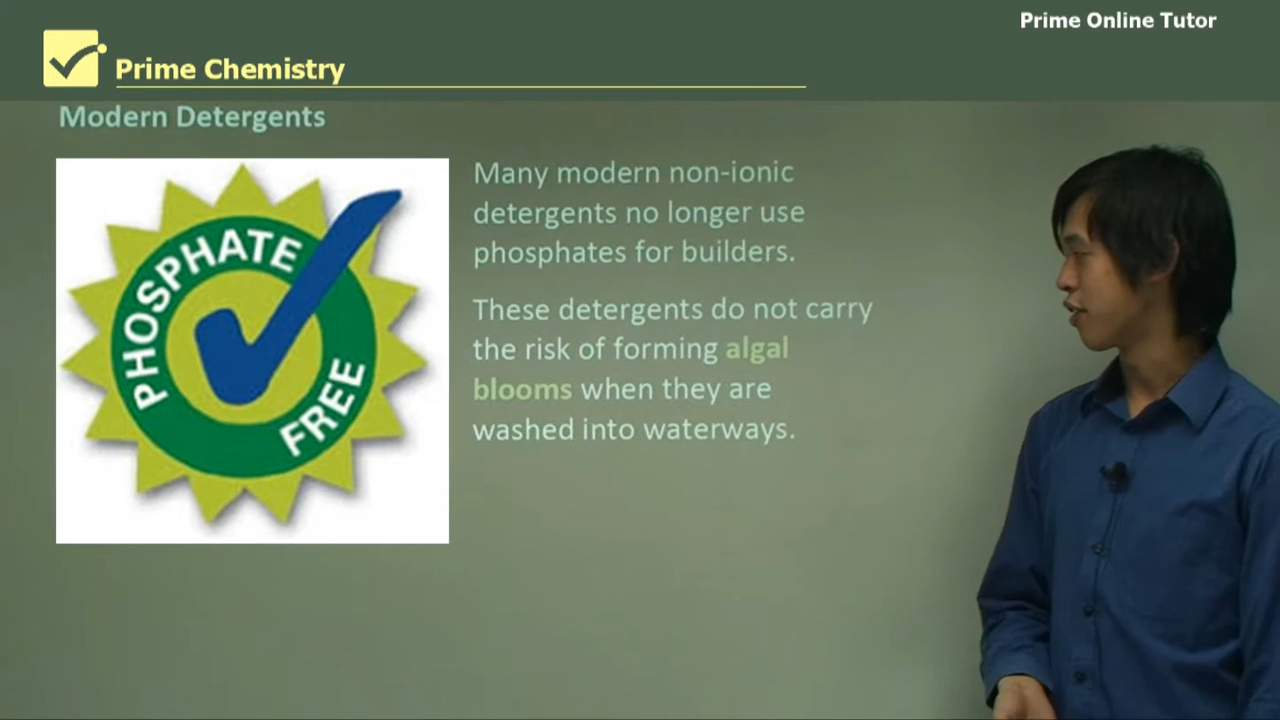 Prime Online Tutor
Prime Chemistry
Modern Detergents
PHOSPHATE
FREE
Many modern non-ionic
detergents no longer use
phosphates for builders.
These detergents do not carry
the risk of forming algal
blooms when they are
washed into waterways.